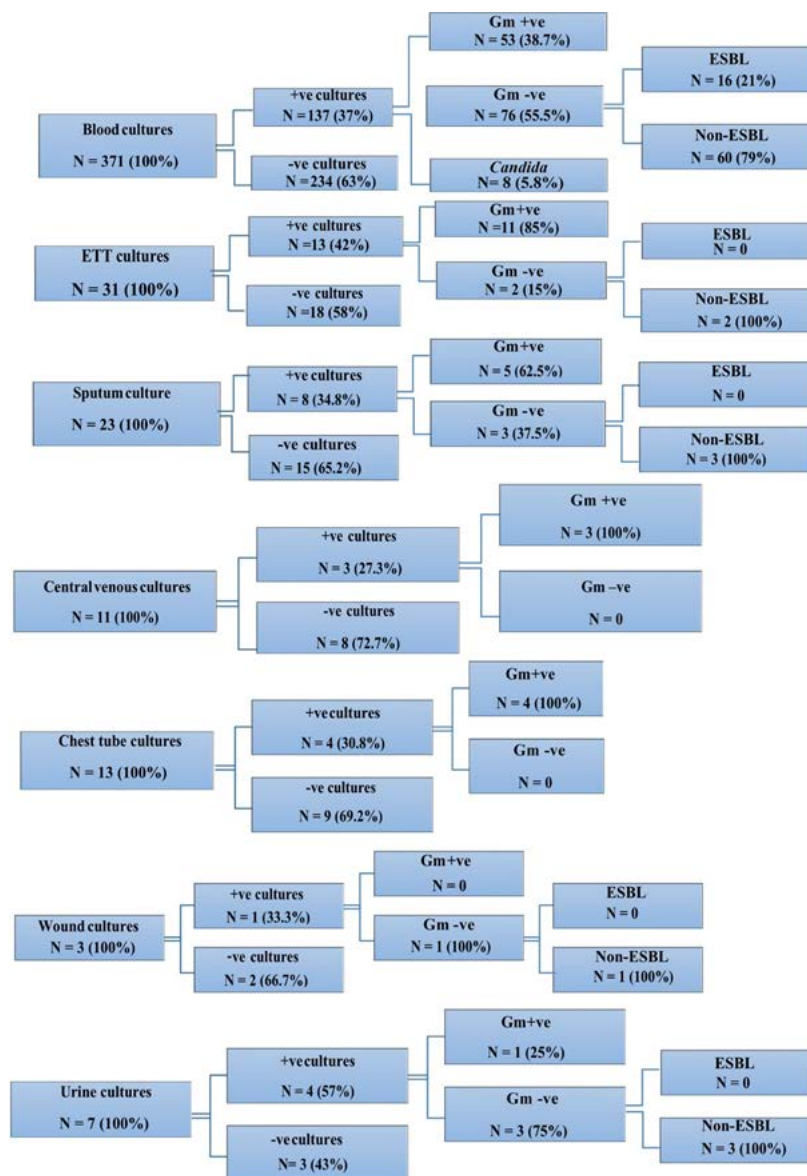 Blood cultures
N = 371 (100%)
+ve cultures
N = 137 (37%)
-ve cultures
N =234 (63%)
Gm +ve
N = 53 (38.7%)
Gm -ve
N = 76 (55.5%)
Candida
N= 8 (5.8%)
ESBL
N = 16 (21%)
Non-ESBL
N = 60 (79%)
ETT cultures
N = 31 (100%)
+ve cultures
N =13 (42%)
-ve cultures
N =18 (58%)
Gm+ve
N =11 (85%)
Gm -ve
N = 2 (15%)
ESBL
N = 0
Non-ESBL
N = 2 (100%)
Sputum culture
N = 23 (100%)
+ve cultures
N = 8 (34.8%)
-ve cultures
N = 15 (65.2%)
Gm+ve
N = 5 (62.5%)
Gm -ve
N = 3 (37.5%)
ESBL
N = 0
Non-ESBL
N = 3 (100%)
Central venous cultures
N = 11 (100%)
+ve cultures
N = 3 (27.3%)
-ve cultures
N = 8 (72.7%)
Gm +ve
N = 3 (100%)
Gm –ve
N = 0
Chest tube cultures
N = 13 (100%)
+ve cultures
N = 4 (30.8%)
-ve cultures
N = 9 (69.2%)
Gm+ve
N = 4 (100%)
Gm -ve
N = 0
Wound cultures
N = 3 (100%)
+ve cultures
N = 1 (33.3%)
-ve cultures
N = 2 (66.7%)
Gm+ve
N = 0
Gm -ve
N = 1 (100%)
ESBL
N = 0
Non-ESBL
N = 1 (100%)
Urine cultures
N = 7 (100%)
+ve cultures
N = 4 (57%)
-ve cultures
N= 3 (43%)
Gm+ve
N = 1 (25%)
Gm -ve
N = 3 (75%)
ESBL
N = 0
Non-ESBL
N = 3 (100%)